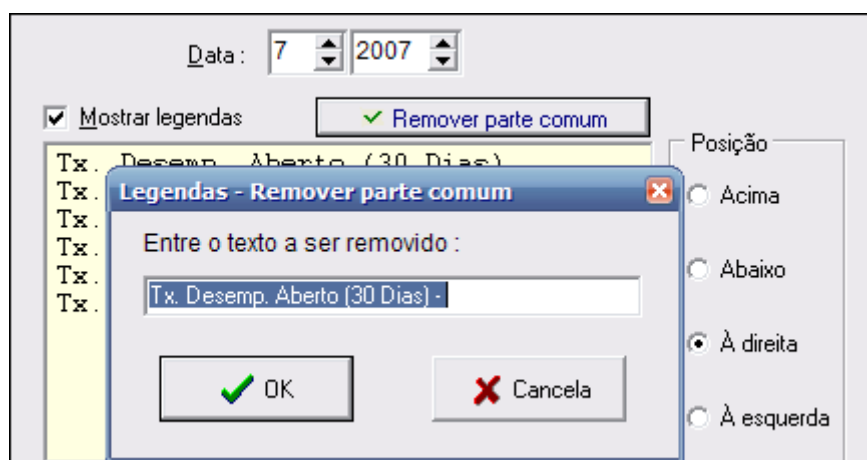 Data : 7 2007
Mostrar legendas Remover parte comum
Posição
Tx. Desemp. Aberto (30 Dias)
Tx.
Tx.
Tx.
Tx.
Tx.
Legendas - Remover parte comum
Entre o texto a ser removido :
Tx. Desemp. Aberto (30 Dias) -
OK Cancela
Acima
Abaixo
À direita
À esquerda